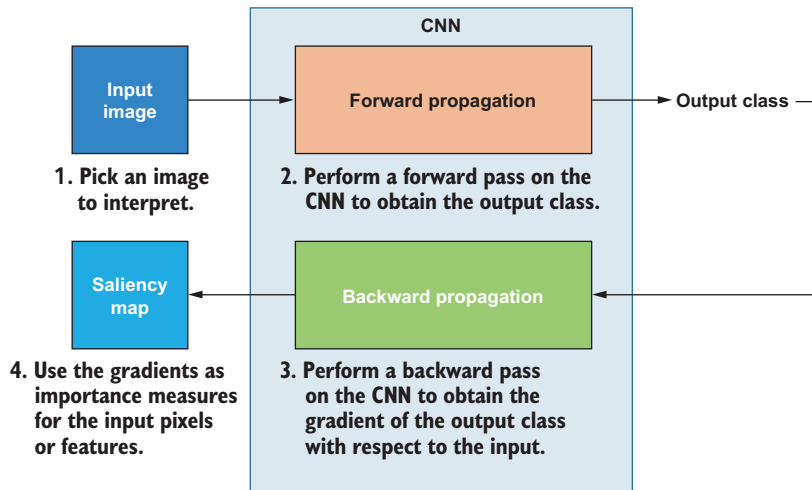 CNN
Input
image
Forward propagation
Output class
1. Pick an image
to interpret.
2. Perform a forward pass on the
CNN to obtain the output class.
Saliency
map
Backward propagation
4. Use the gradients as
importance measures
for the input pixels
or features.
3. Perform a backward pass
on the CNN to obtain the
gradient of the output class
with respect to the input.